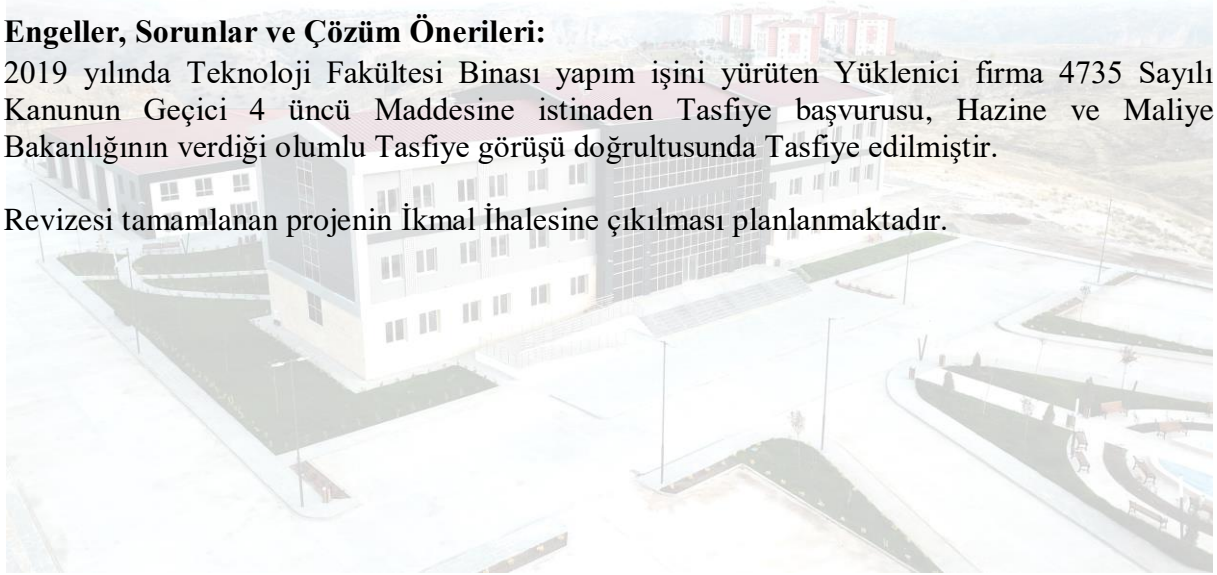 Engeller, Sorunlar ve Çözüm Önerileri:
2019 yılında Teknoloji Fakültesi Binası yapım işini yürüten Yüklenici firma 4735 Sayılı
Kanunun Geçici 4 üncü Maddesine istinaden Tasfiye başvurusu, Hazine ve Maliye
Bakanlığının verdiği olumlu Tasfiye görüşü doğrultusunda Tasfiye edilmiştir.
Revizesi tamamlanan projenin İkmal İhalesine çıkılması planlanmaktadır.